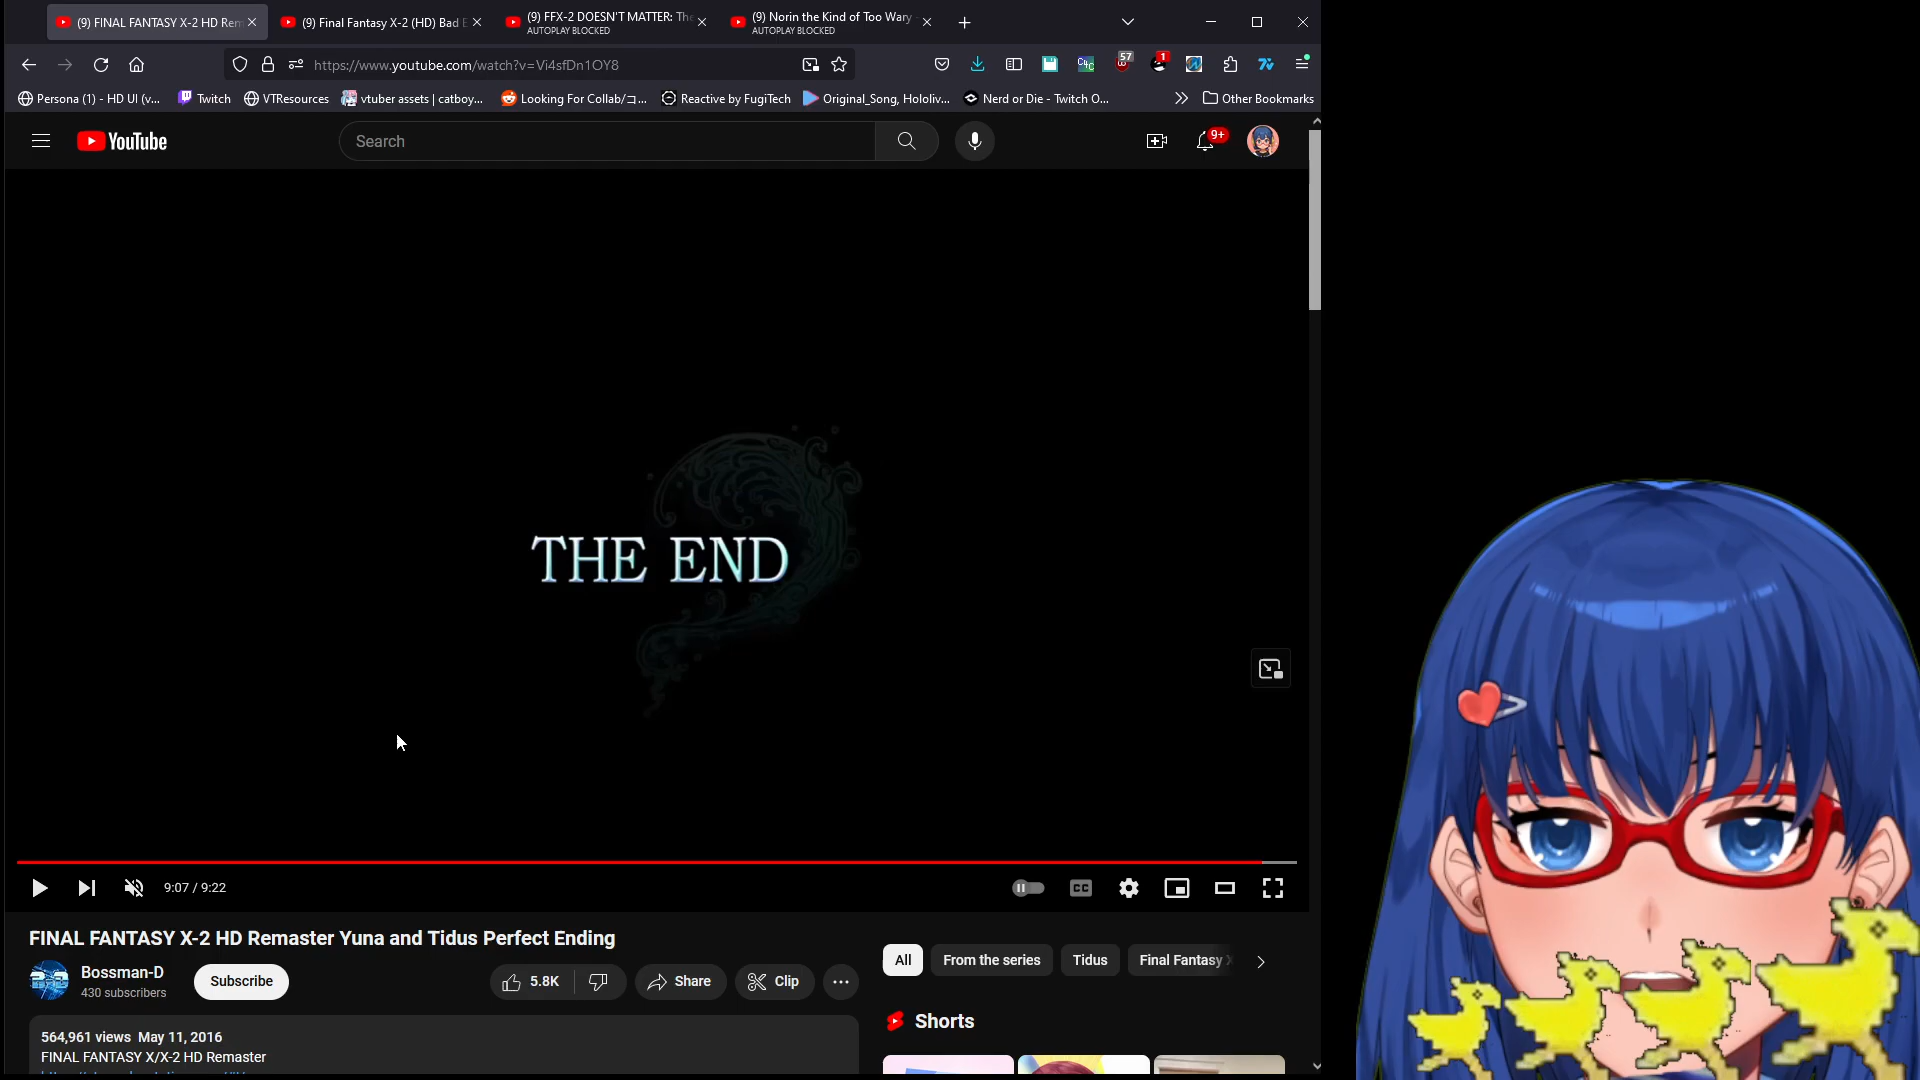 (9) FINAL FANTASY X-2 HD Rem
(9) Final Fantasy X-2 (HD) Bad E
(9) FFX-2 DOESN'T MATTER: The
AUTOPLAY BLOCKED
(9) Norin the Kind of Too Wary
AUTOPLAY BLOCKED
https://www.youtube.com/watch?v=Vi4sfDn1OY8
57
1
Persona (1) - HD UI (v...
Twitch
VTResources
vtuber assets | catboy...
Looking For Collab/コ...
Reactive by FugiTech
Original_Song, Hololiv...
Nerd or Die - Twitch O...
Other Bookmarks
YouTube
Search
9+
THE END
9:07 / 9:22
CC
FINAL FANTASY X-2 HD Remaster Yuna and Tidus Perfect Ending
Bossman-D
430 subscribers
Subscribe
5.8K
Share
Clip
All
From the series
Tidus
Final Fantasy X
Shorts
564,961 views May 11, 2016
FINAL FANTASY X/X-2 HD Remaster